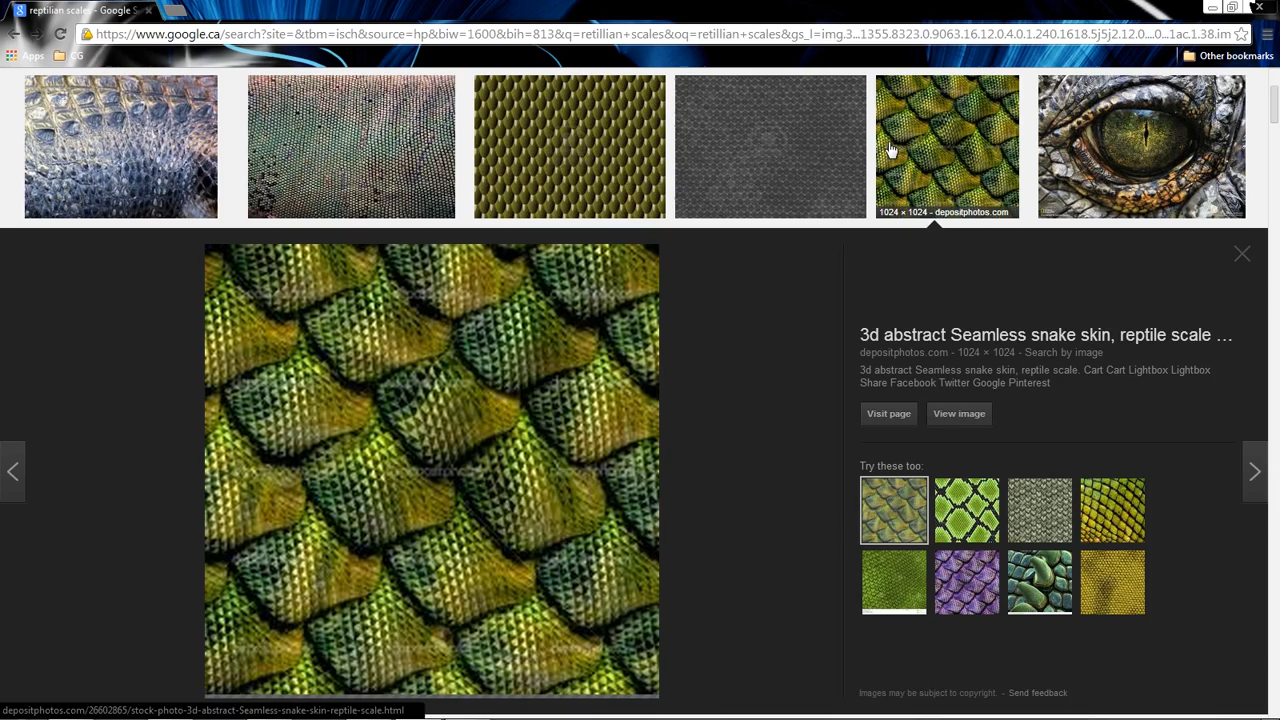 reptilian scales - Google S
https://www.google.ca/search?site=&tbm=isch&source=hp&biw=1600&bih=813&q=retillian+scales&oq=retillian+scales&gs_l=img.3...1355.8323.0.9063.16.12.0.4.0.1.240.1618.5j5j2.12.0...0...1ac.1.38.im
Apps
CG
Other bookmarks
1024 × 1024 - depositphotos.com
3d abstract Seamless snake skin, reptile scale ...
depositphotos.com - 1024 × 1024 - Search by image
3d abstract Seamless snake skin, reptile scale. Cart Cart Lightbox Lightbox
Share Facebook Twitter Google Pinterest
Visit page
View image
Try these too:
Images may be subject to copyright. - Send feedback
depositphotos.com/26602865/stock-photo-3d-abstract-Seamless-snake-skin-reptile-scale.html